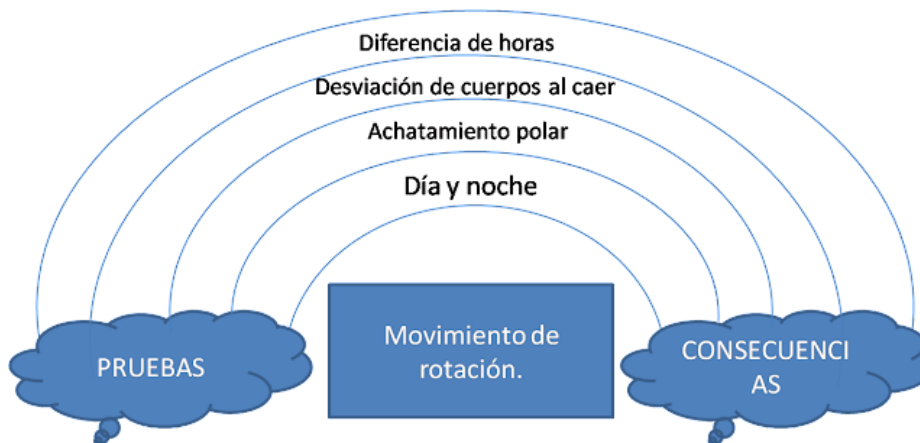 Diferencia de horas
Desviación de cuerpos al caer
Achatamiento polar
Día y noche
PRUEBAS
Movimiento de
rotación.
CONSECUENCI
AS